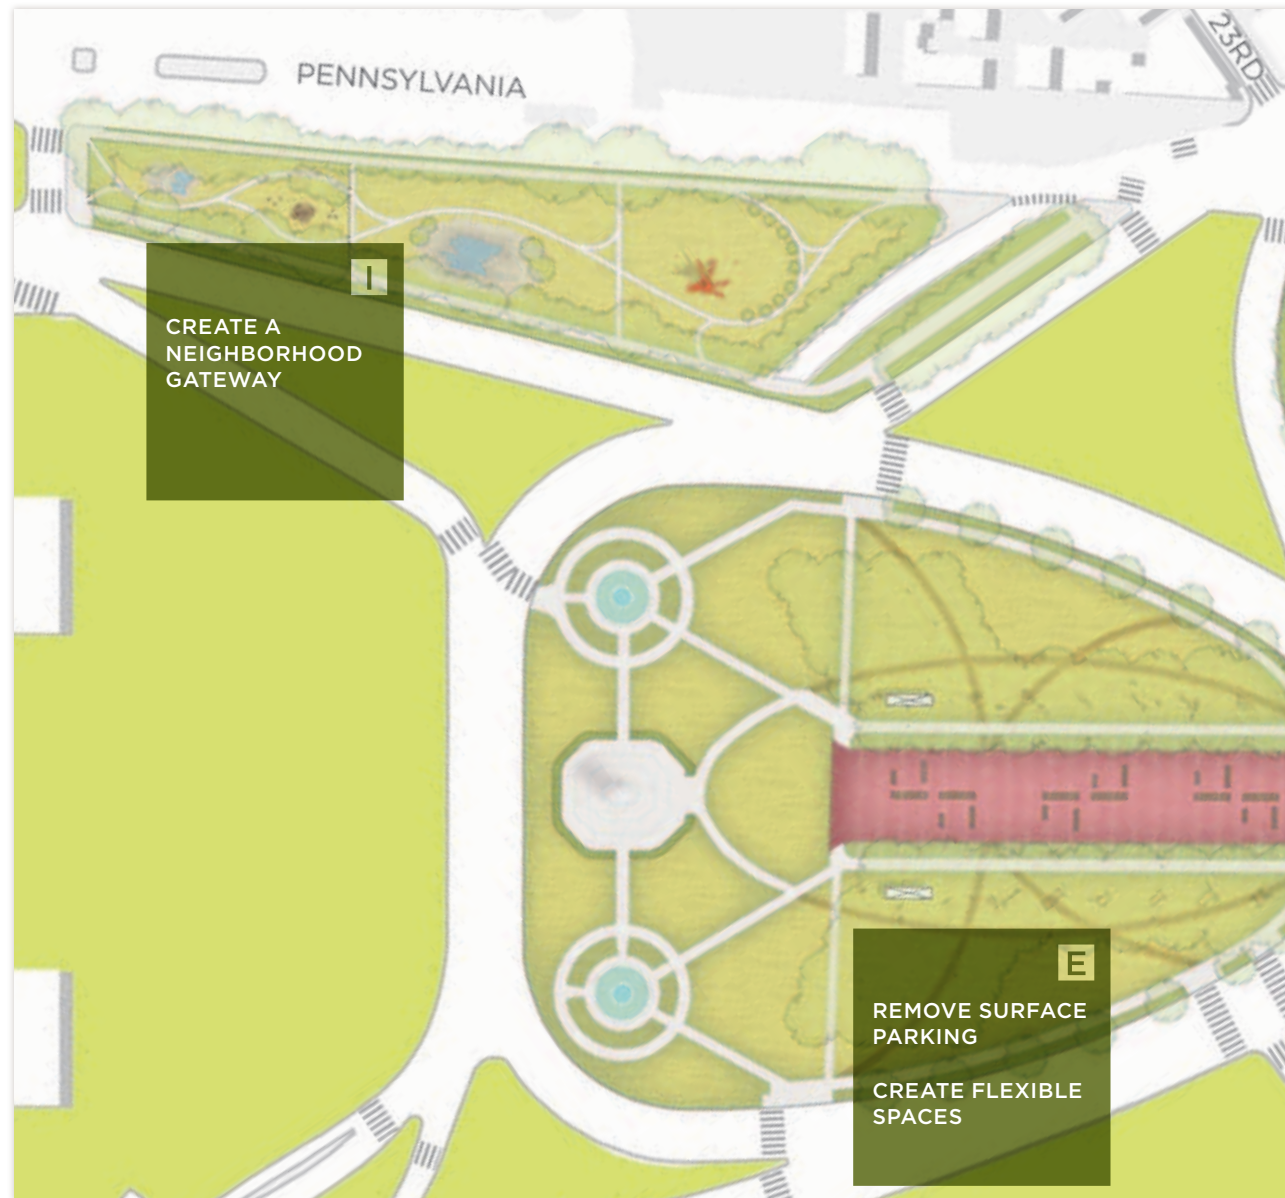 PENNSYLVANIA
23RD
I
CREATE A
NEIGHBORHOOD
GATEWAY
E
REMOVE SURFACE
PARKING
CREATE FLEXIBLE
SPACES